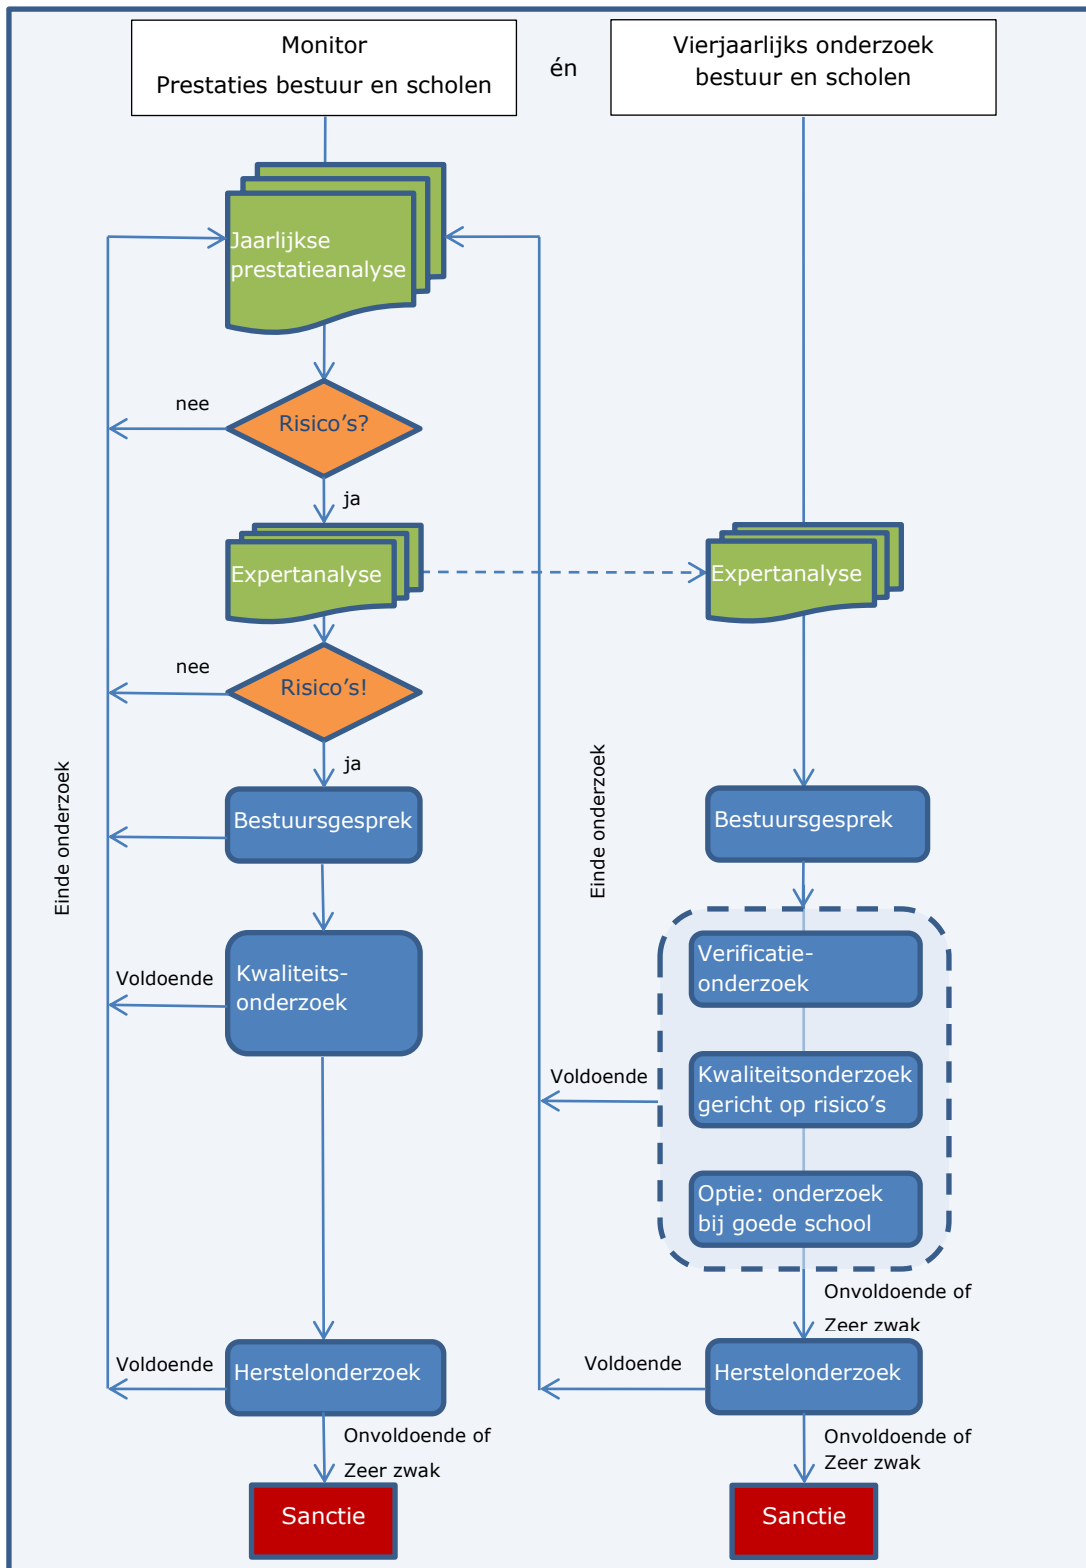 Monitor
Prestaties bestuur en scholen
én
Vierjaarlijks onderzoek
bestuur en scholen
Jaarlijkse
prestatieanalyse
nee
Risico's?
ja
Expertanalyse
Expertanalyse
nee
Risico's!
ja
Einde onderzoek
Einde onderzoek
Bestuursgesprek
Bestuursgesprek
Voldoende
Kwaliteits-
onderzoek
Verificatie-
onderzoek
Voldoende
Kwaliteitsonderzoek
gericht op risico's
Optie: onderzoek
bij goede school
Onvoldoende of
Zeer zwak
Voldoende
Herstelonderzoek
Voldoende
Herstelonderzoek
Onvoldoende of
Zeer zwak
Onvoldoende of
Zeer zwak
Sanctie
Sanctie